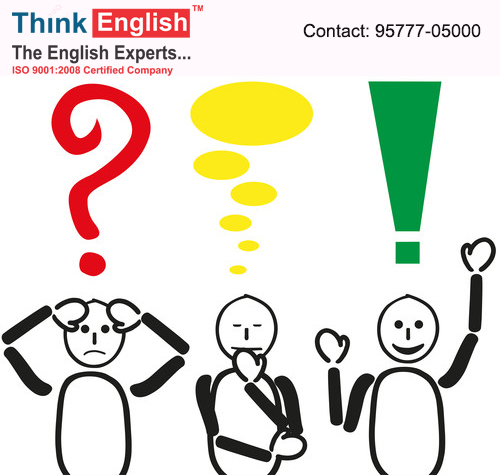 Think English™
Contact: 95777-05000
The English Experts...
ISO 9001:2008 Certified Company
?
!